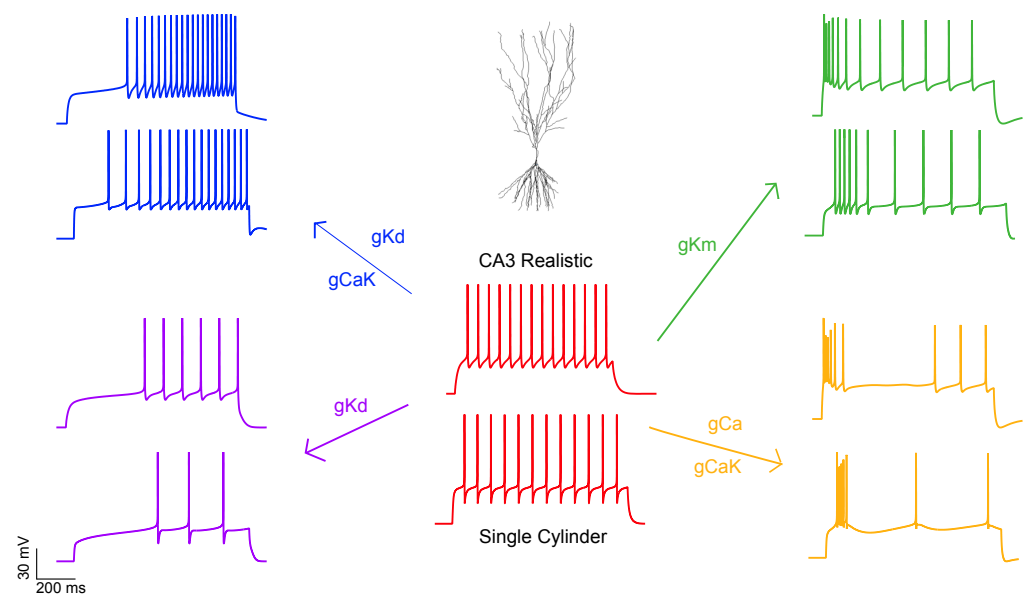 gKd
gCaK
gKm
CA3 Realistic
gKd
gCa
gCaK
Single Cylinder
30 mV
200 ms